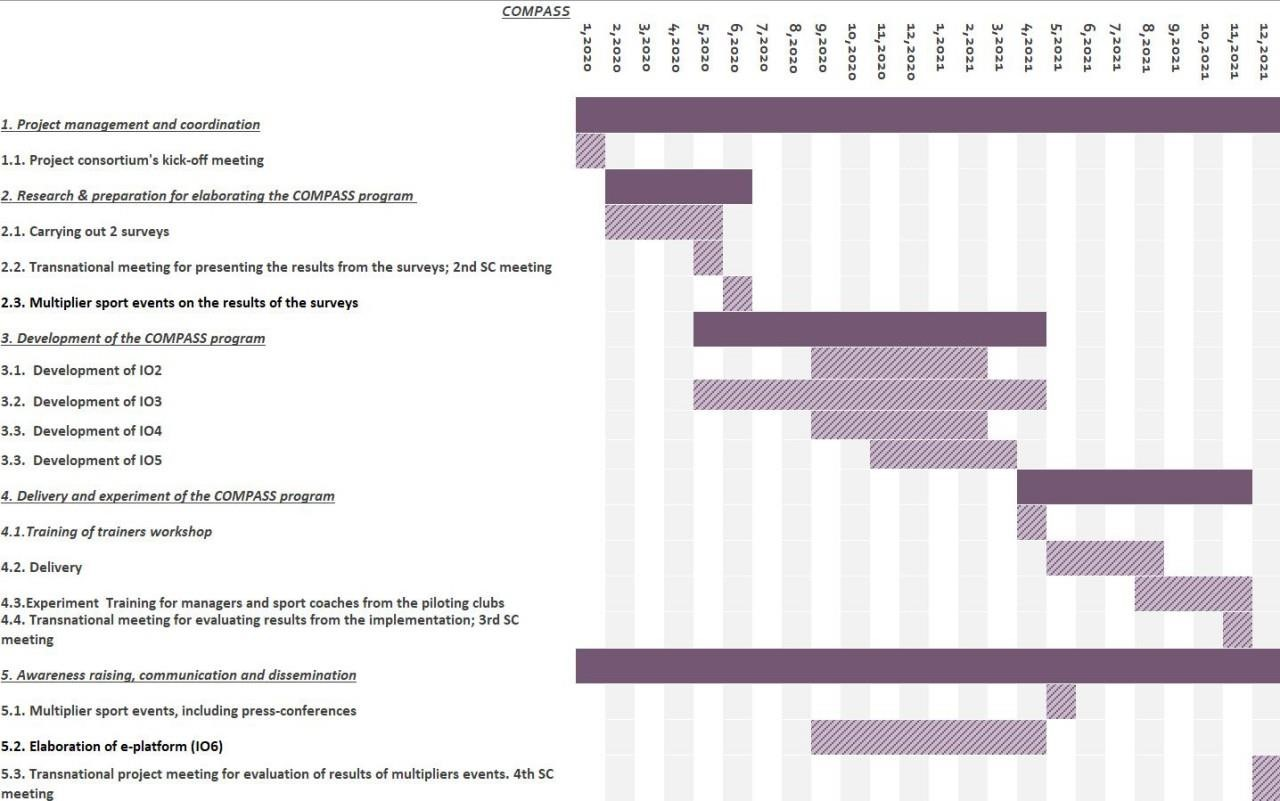 COMPASS
1,2020
2,2020
3,2020
4,2020
5,2020
6,2020
7,2020
8,2020
9,2020
10,2020
11,2020
12,2020
1,2021
2,2021
3,2021
4,2021
5,2021
6,2021
7,2021
8,2021
9,2021
10,2021
11,2021
12,2021
1. Project management and coordination
1.1. Project consortium's kick-off meeting
2. Research & preparation for elaborating the COMPASS program
2.1. Carrying out 2 surveys
2.2. Transnational meeting for presenting the results from the surveys; 2nd SC meeting
2.3. Multiplier sport events on the results of the surveys
3. Development of the COMPASS program
3.1.  Development of IO2
3.2.  Development of IO3
3.3.  Development of IO4
3.3.  Development of IO5
4. Delivery and experiment of the COMPASS program
4.1.Training of trainers workshop
4.2. Delivery
4.3.Experiment  Training for managers and sport coaches from the piloting clubs
4.4. Transnational meeting for evaluating results from the implementation; 3rd SC
meeting
5. Awareness raising, communication and dissemination
5.1. Multiplier sport events, including press-conferences
5.2. Elaboration of e-platform (IO6)
5.3. Transnational project meeting for evaluation of results of multipliers events. 4th SC
meeting